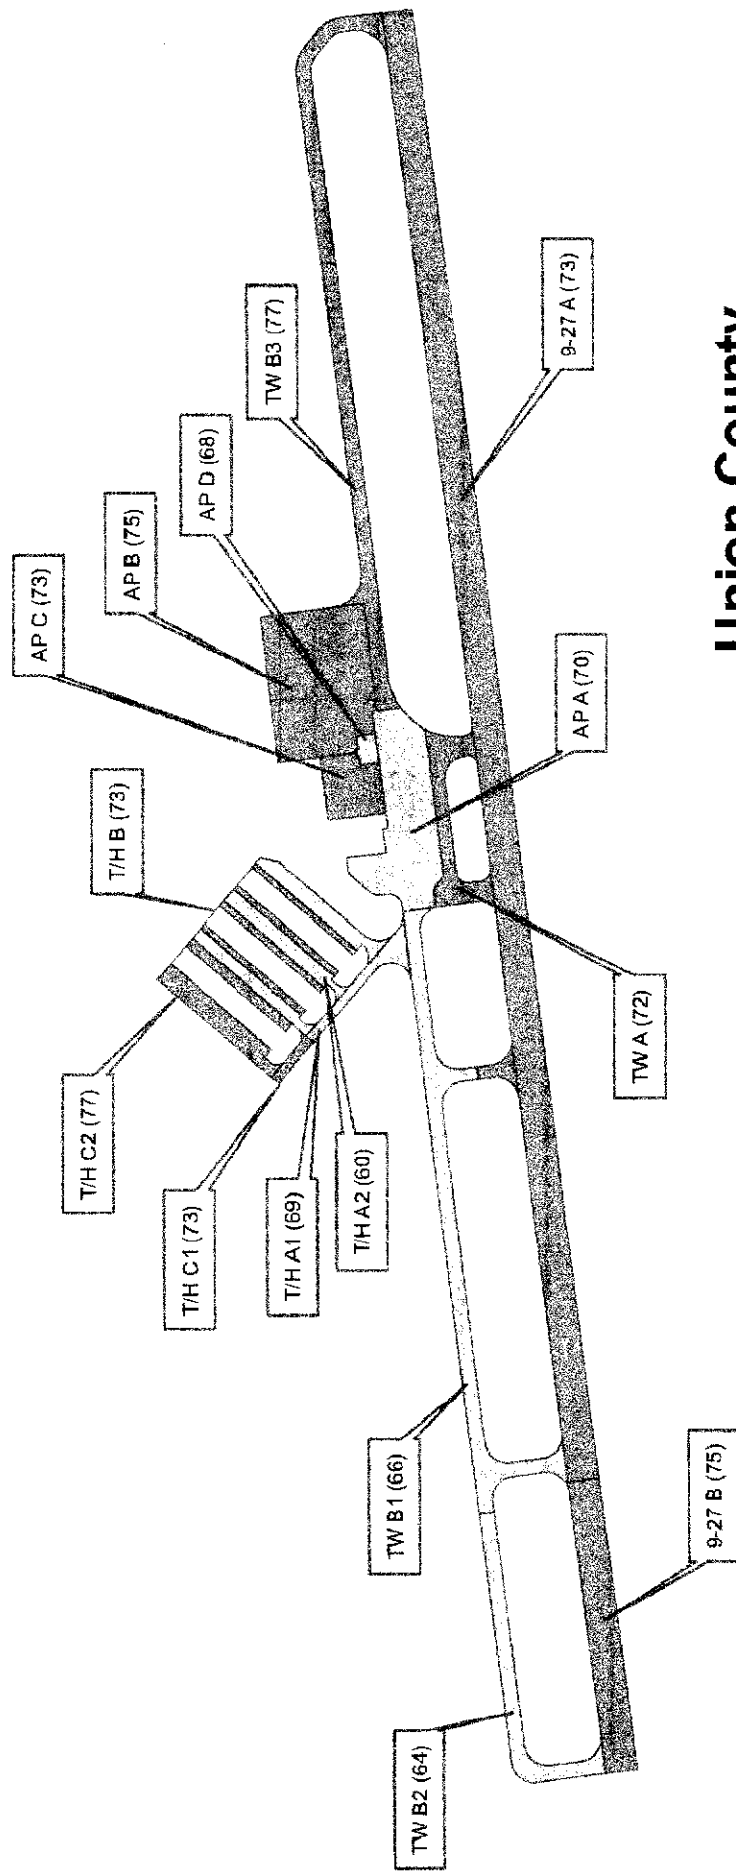 AP C (73)
AP B (75)
AP D (68)
TW B3 (77)
T/H B (73)
T/H C2 (77)
T/H C1 (73)
T/H A1 (69)
T/H A2 (60)
9-27 A (73)
AP A (70)
TW A (72)
TW B1 (66)
TW B2 (64)
9-27 B (75)
Union County